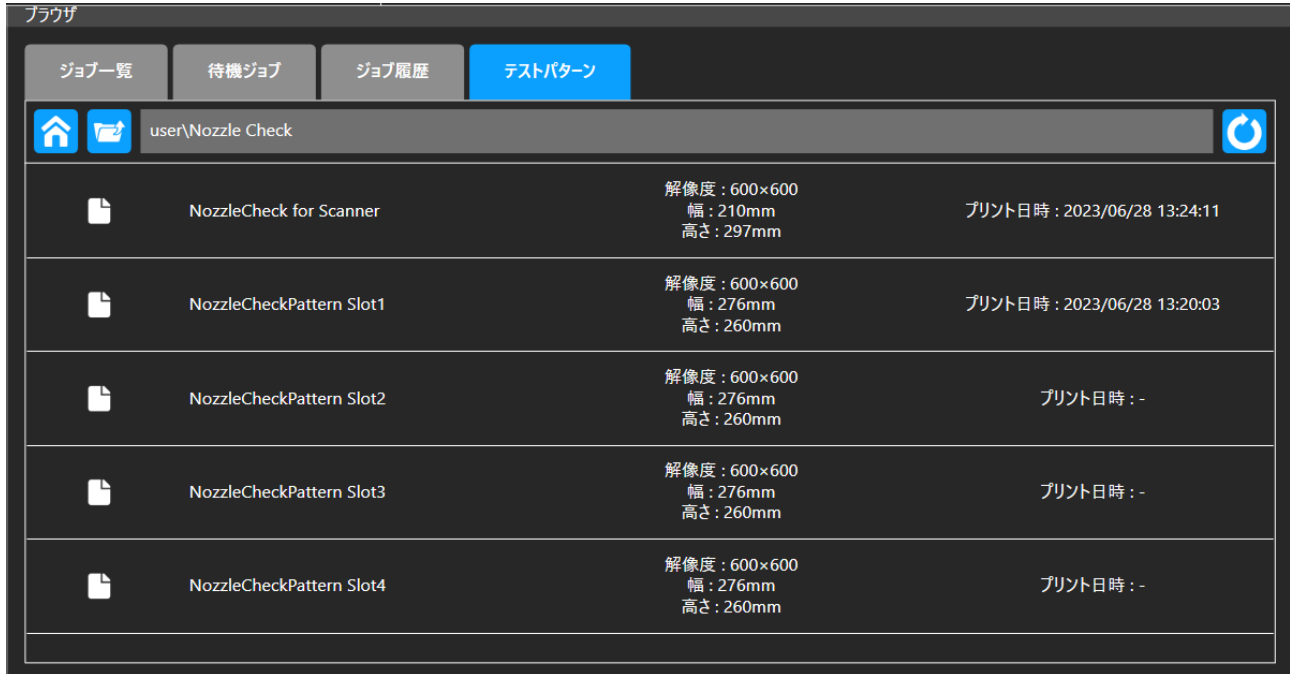 ブラウザ
ジョブ一覧
待機ジョブ
ジョブ履歴
テストパターン
user\Nozzle Check
NozzleCheck for Scanner
解像度 : 600×600
幅 : 210mm
高さ : 297mm
プリント日時 : 2023/06/28 13:24:11
NozzleCheckPattern Slot1
解像度 : 600×600
幅 : 276mm
高さ : 260mm
プリント日時 : 2023/06/28 13:20:03
NozzleCheckPattern Slot2
解像度 : 600×600
幅 : 276mm
高さ : 260mm
プリント日時 : -
NozzleCheckPattern Slot3
解像度 : 600×600
幅 : 276mm
高さ : 260mm
プリント日時 : -
NozzleCheckPattern Slot4
解像度 : 600×600
幅 : 276mm
高さ : 260mm
プリント日時 : -